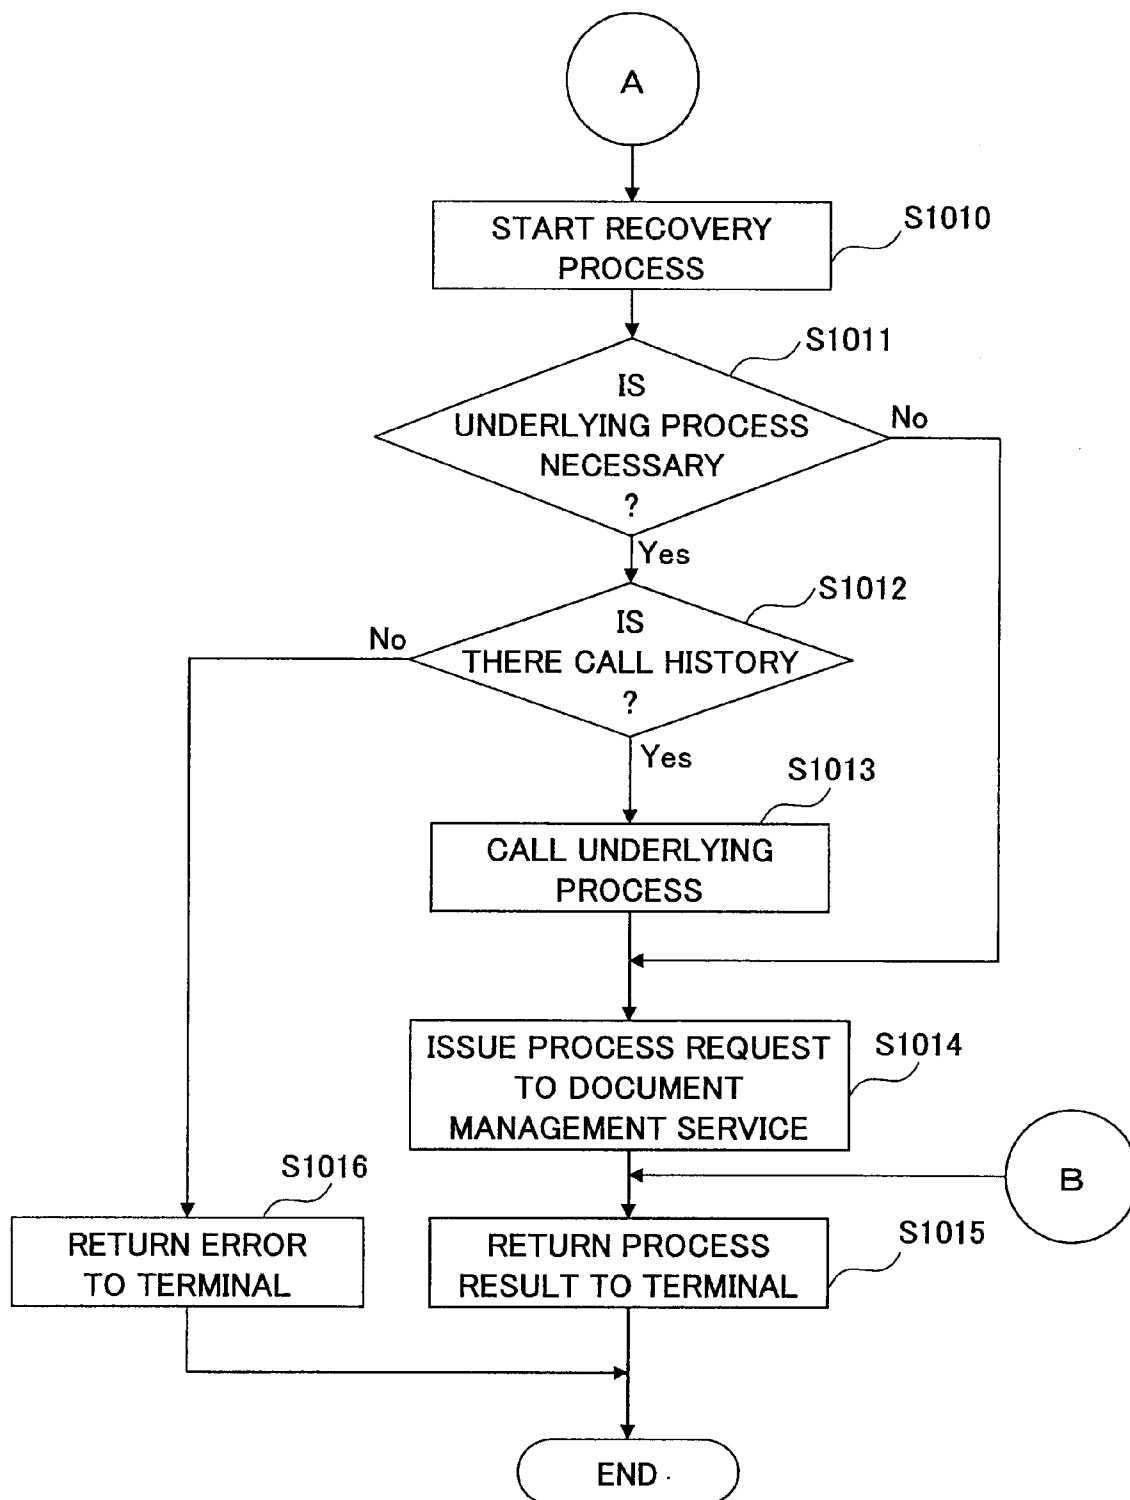 A
START RECOVERY
PROCESS
S1010
S1011
IS
UNDERLYING PROCESS
NECESSARY
?
No
Yes
S1012
IS
THERE CALL HISTORY
?
No
Yes
S1013
CALL UNDERLYING
PROCESS
ISSUE PROCESS REQUEST
TO DOCUMENT
MANAGEMENT SERVICE
S1014
B
S1016
RETURN ERROR
TO TERMINAL
RETURN PROCESS
RESULT TO TERMINAL
S1015
END